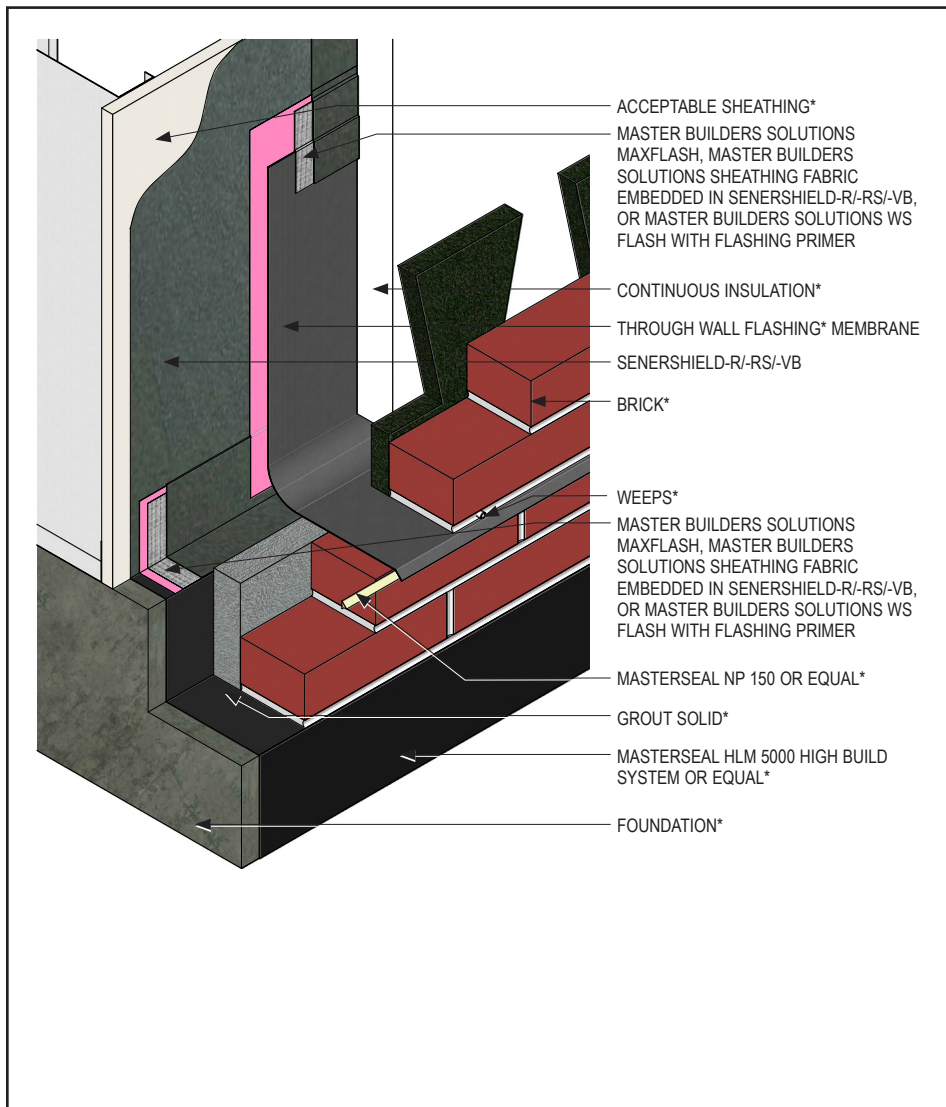 ACCEPTABLE SHEATHING*
MASTER BUILDERS SOLUTIONS
MAXFLASH, MASTER BUILDERS
SOLUTIONS SHEATHING FABRIC
EMBEDDED IN SENERSHIELD-R/-RS/-VB,
OR MASTER BUILDERS SOLUTIONS WS
FLASH WITH FLASHING PRIMER
CONTINUOUS INSULATION*
THROUGH WALL FLASHING* MEMBRANE
SENERSHIELD-R/-RS/-VB
BRICK*
WEEPS*
MASTER BUILDERS SOLUTIONS
MAXFLASH, MASTER BUILDERS
SOLUTIONS SHEATHING FABRIC
EMBEDDED IN SENERSHIELD-R/-RS/-VB,
OR MASTER BUILDERS SOLUTIONS WS
FLASH WITH FLASHING PRIMER
MASTERSEAL NP 150 OR EQUAL*
GROUT SOLID*
MASTERSEAL HLM 5000 HIGH BUILD
SYSTEM OR EQUAL*
FOUNDATION*